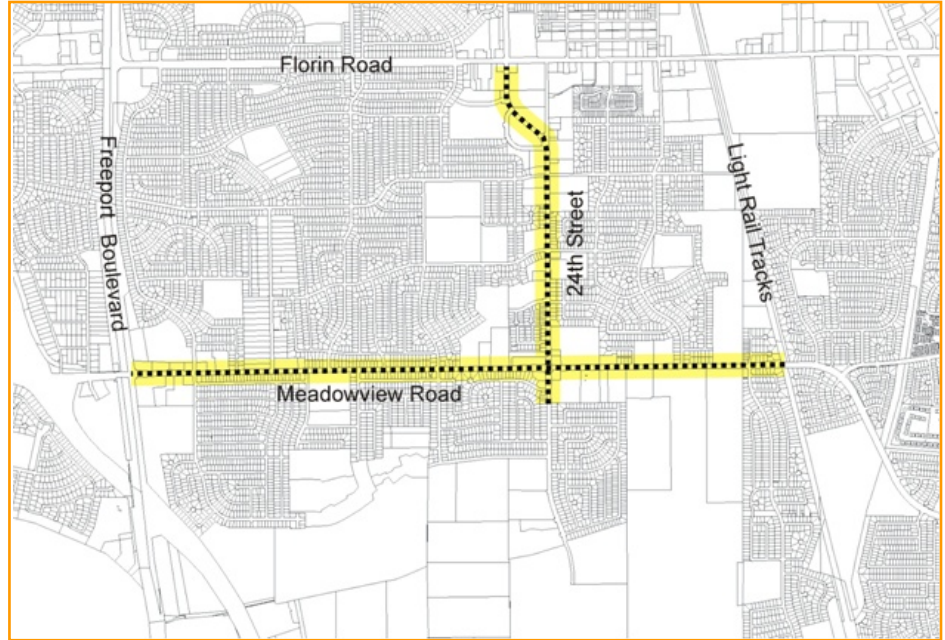 Florin Road
Freeport Boulevard
Light Rail Tracks
24th Street
Meadowview Road